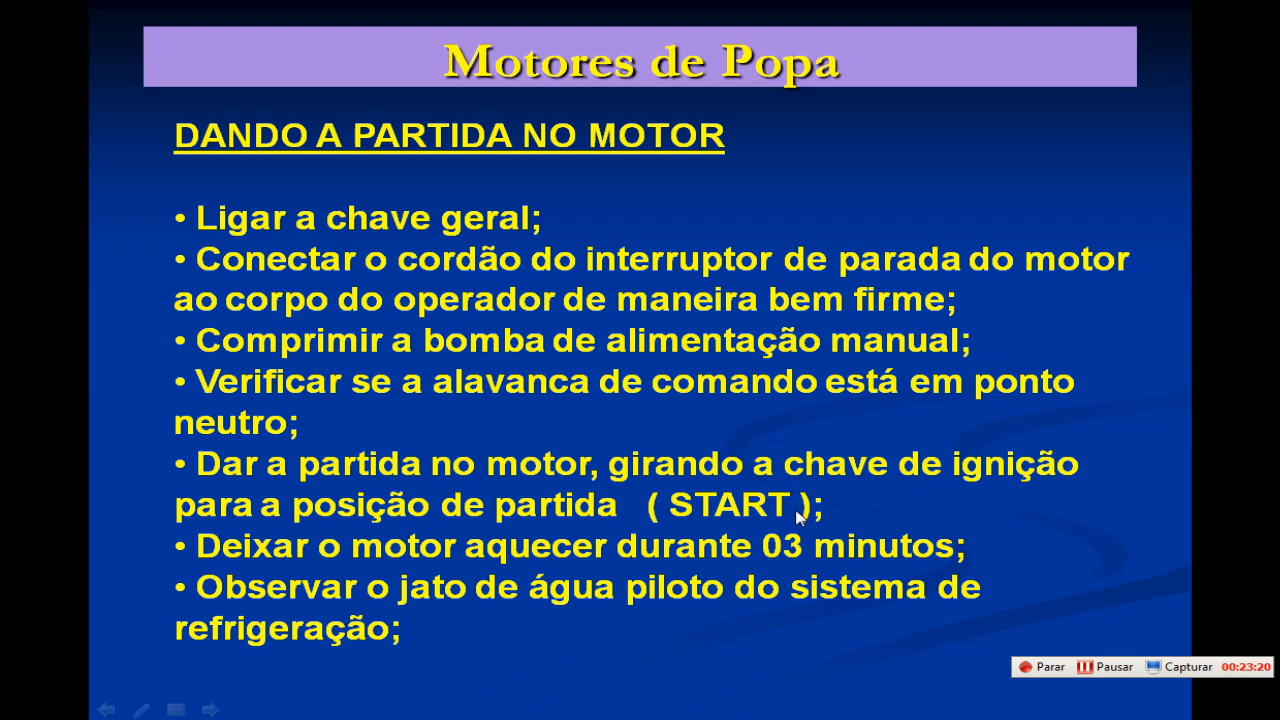 Motores de Popa
DANDO A PARTIDA NO MOTOR
• Ligar a chave geral;
• Conectar o cordão do interruptor de parada do motor
ao corpo do operador de maneira bem firme;
• Comprimir a bomba de alimentação manual;
• Verificar se a alavanca de comando está em ponto
neutro;
• Dar a partida no motor, girando a chave de ignição
para a posição de partida ( START );
• Deixar o motor aquecer durante 03 minutos;
• Observar o jato de água piloto do sistema de
refrigeração;
Parar Pausar Capturar 00:23:20